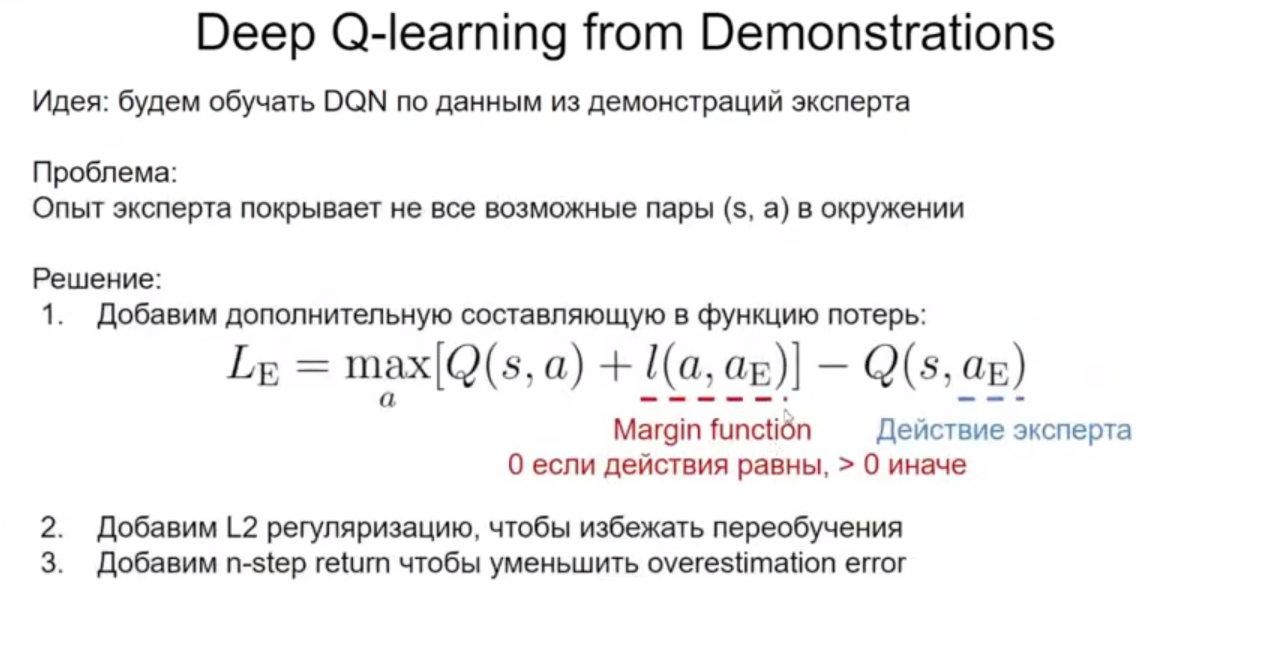 Deep Q-learning from Demonstrations
Идея: будем обучать DQN по данным из демонстраций эксперта
Проблема:
Опыт эксперта покрывает не все возможные пары (s, a) в окружении
Решение:
1. Добавим дополнительную составляющую в функцию потерь:
L_E = max_a [Q(s, a) + l(a, a_E)] − Q(s, a_E)
Margin function Действие эксперта
0 если действия равны, > 0 иначе
2. Добавим L2 регуляризацию, чтобы избежать переобучения
3. Добавим n-step return чтобы уменьшить overestimation error